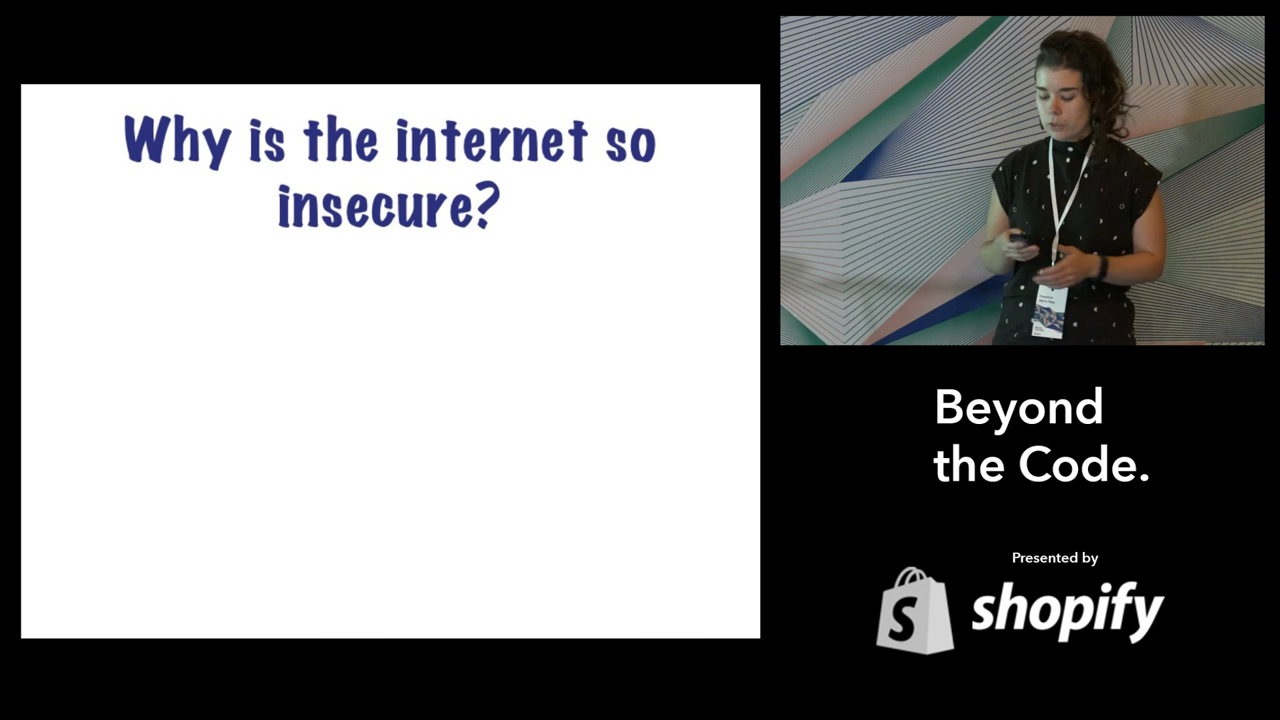 Why is the internet so
insecure?
Beyond
the Code.
Presented by
shopify